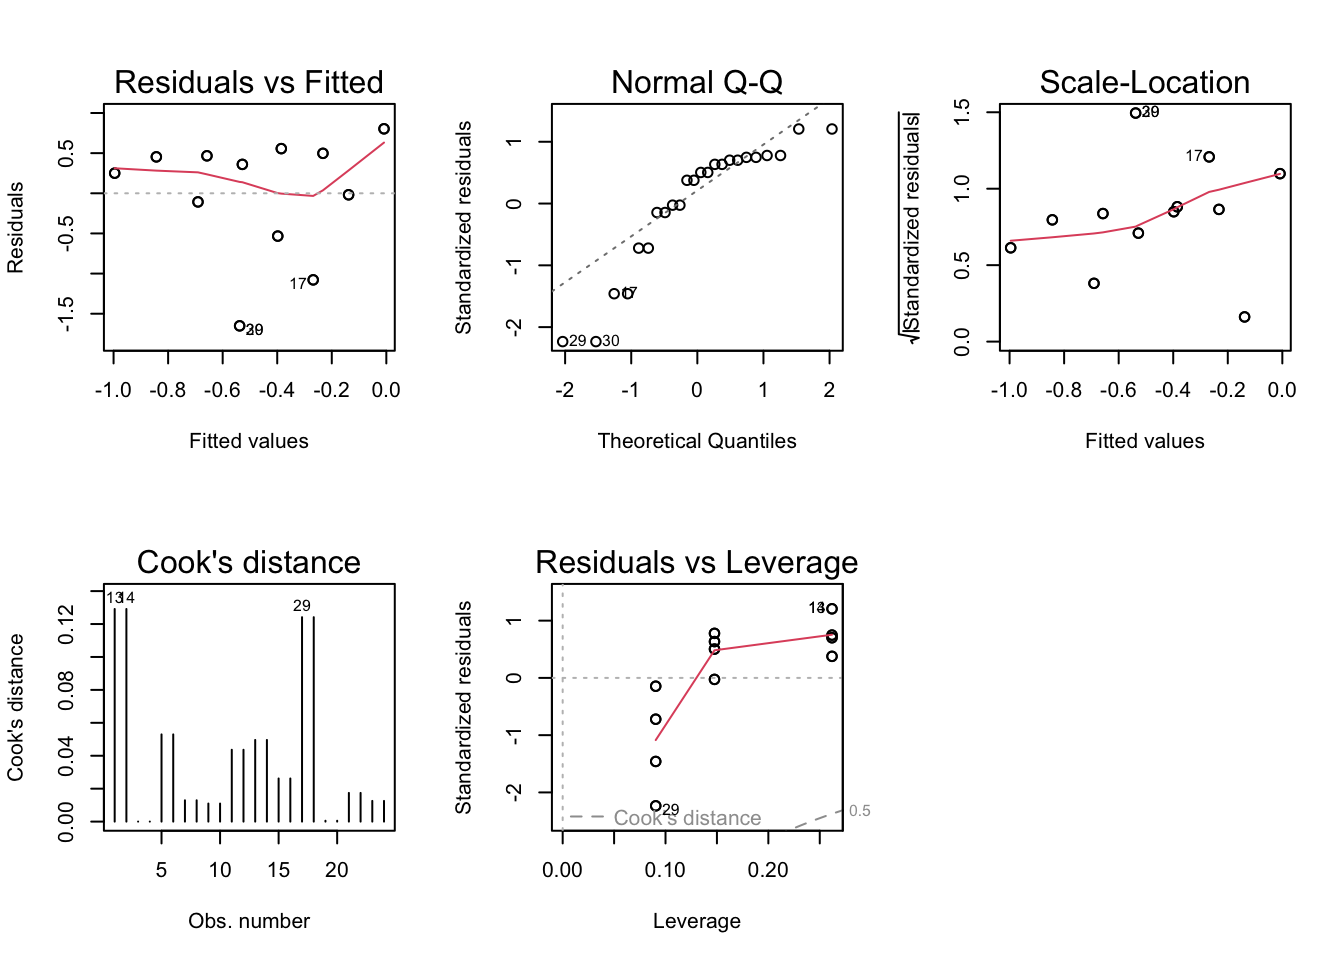 Residuals vs Fitted
Residuals
0.5
-0.5
-1.5
17
29
-1.0 -0.8 -0.6 -0.4 -0.2 0.0
Fitted values
Normal Q-Q
Standardized residuals
1
0
-1
-2
17
29
30
-2 -1 0 1 2
Theoretical Quantiles
Scale-Location
√|Standardized residuals|
1.5
1.0
0.5
0.0
17
-1.0 -0.8 -0.6 -0.4 -0.2 0.0
Fitted values
Cook's distance
Cook's distance
0.12
0.08
0.04
0.00
13
14
29
5 10 15 20
Obs. number
Residuals vs Leverage
Standardized residuals
1
0
-1
-2
29
Cook's distance
0.5
0.00 0.10 0.20
Leverage